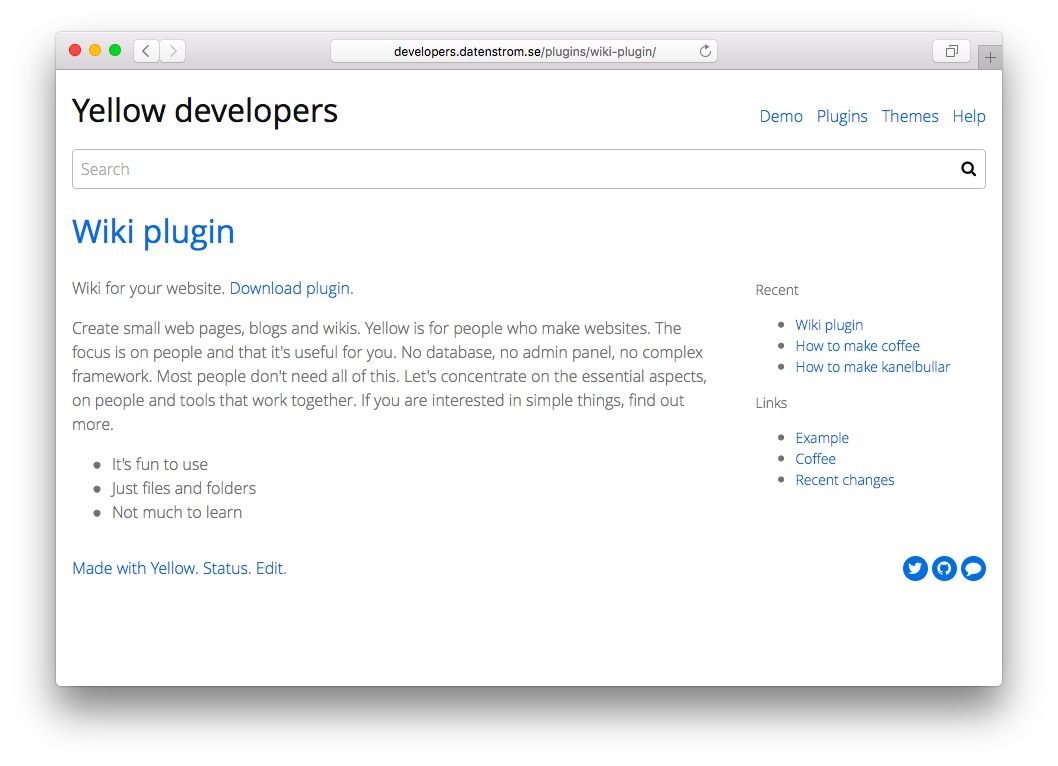 developers.datenstrom.se/plugins/wiki-plugin/
Yellow developers
Demo Plugins Themes Help
Search
Wiki plugin
Wiki for your website. Download plugin.
Create small web pages, blogs and wikis. Yellow is for people who make websites. The
focus is on people and that it's useful for you. No database, no admin panel, no complex
framework. Most people don't need all of this. Let's concentrate on the essential aspects,
on people and tools that work together. If you are interested in simple things, find out
more.
It's fun to use
Just files and folders
Not much to learn
Recent
Wiki plugin
How to make coffee
How to make kanelbullar
Links
Example
Coffee
Recent changes
Made with Yellow. Status. Edit.